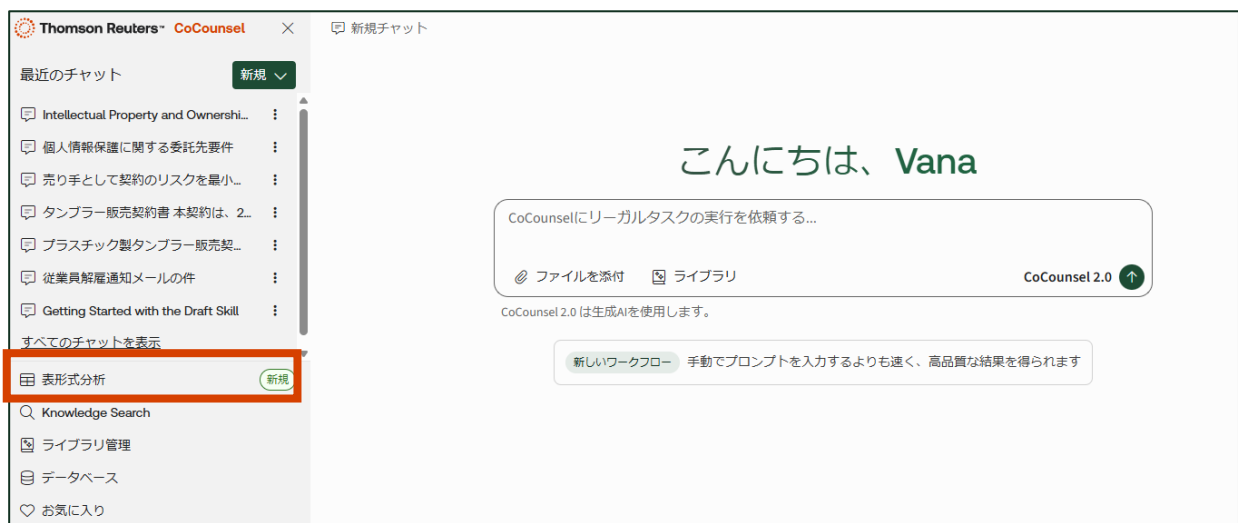 Thomson Reuters™ CoCounsel
最近のチャット
新規
Intellectual Property and Ownershi...
個人情報保護に関する委託先要件
売り手として契約のリスクを最小...
タンブラー販売契約書 本契約は、2...
プラスチック製タンブラー販売契...
従業員解雇通知メールの件
Getting Started with the Draft Skill
すべてのチャットを表示
表形式分析
新規
Knowledge Search
ライブラリ管理
データベース
お気に入り
新規チャット
こんにちは、Vana
CoCounselにリーガルタスクの実行を依頼する...
ファイルを添付
ライブラリ
CoCounsel 2.0
CoCounsel 2.0 は生成AIを使用します。
新しいワークフロー 手動でプロンプトを入力するよりも速く、高品質な結果を得られます